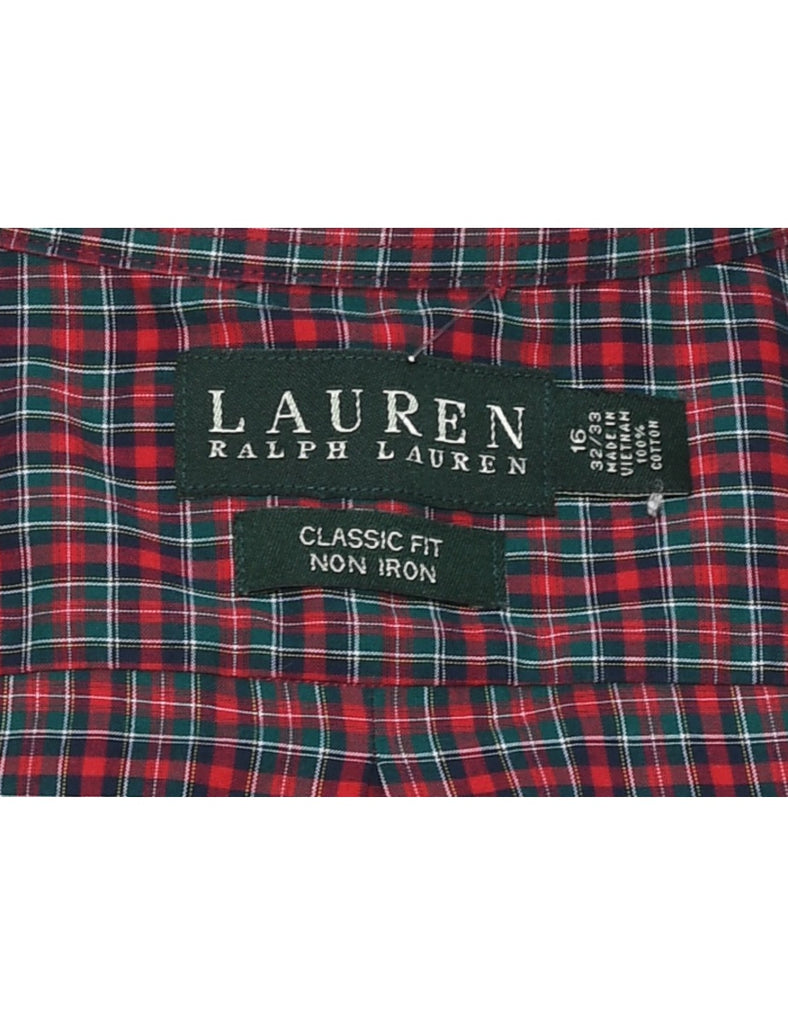 LAUREN
RALPH LAUREN
16
32/33
MADE IN
VIETNAM
100%
COTTON
CLASSIC FIT
NON IRON